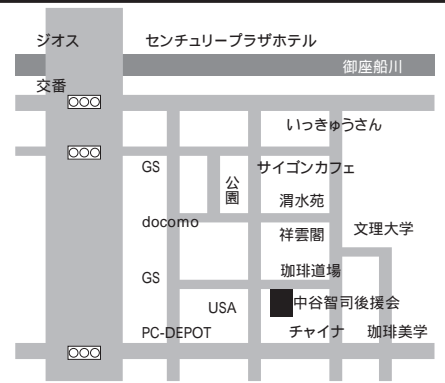 ジオス
センチュリープラザホテル
御座船川
交番
いっきゅうさん
GS
サイゴンカフェ
公園
渭水苑
docomo
祥雲閣
文理大学
珈琲道場
GS
中谷智司後援会
USA
PC-DEPOT
チャイナ
珈琲美学